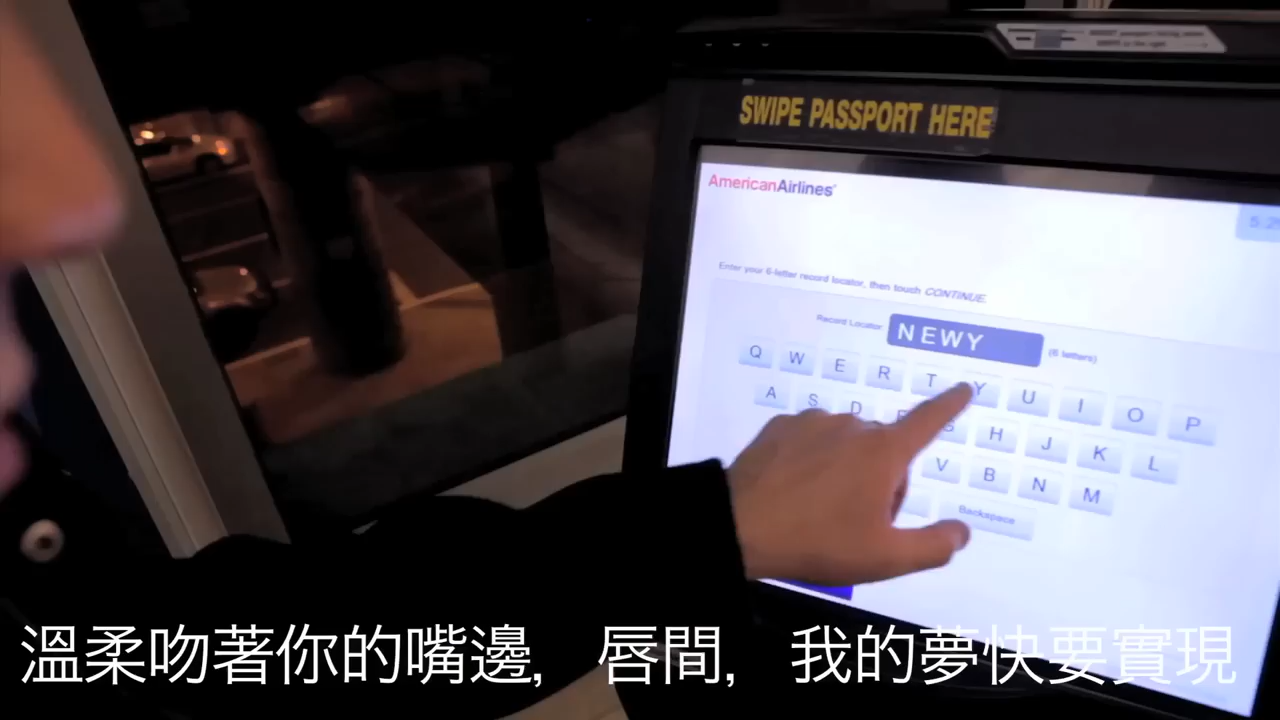 SWIPE PASSPORT HERE
AmericanAirlines
Enter your 6-letter record locator, then touch CONTINUE.
Record Locator: NEWY (6 letters)
Q W E R T Y U I O P
A S D F G H J K L
V B N M
Backspace
溫柔吻著你的嘴邊, 唇間, 我的夢快要實現